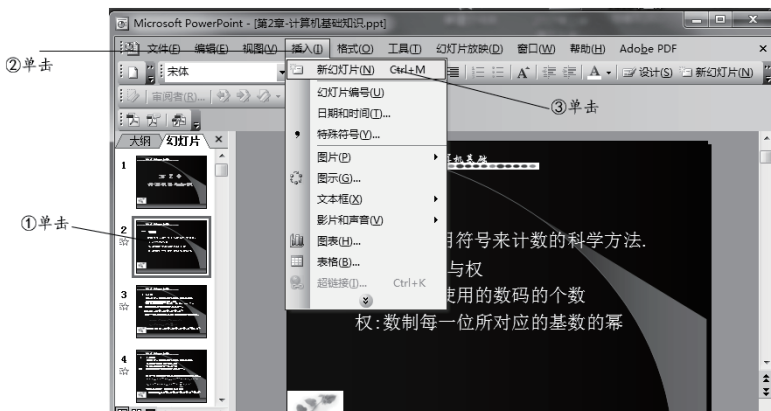 Microsoft PowerPoint - [第2章-计算机基础知识.ppt]
文件(F) 编辑(E) 视图(V) 插入(I) 格式(O) 工具(T) 幻灯片放映(D) 窗口(W) 帮助(H) Adobe PDF ×
②单击
宋体
A A 设计(S) 新幻灯片(N)
新幻灯片(N) Ctrl+M
审阅者(R)...
幻灯片编号(U)
③单击
日期和时间(T)...
特殊符号(Y)...
大纲 幻灯片 ×
图片(P)
图示(G)...
文本框(X)
影片和声音(V)
图表(H)...
表格(B)...
超链接(I)... Ctrl+K
1
①单击
2
3
4
用符号来计数的科学方法.
与权
使用的数码的个数
权:数制每一位所对应的基数的幂